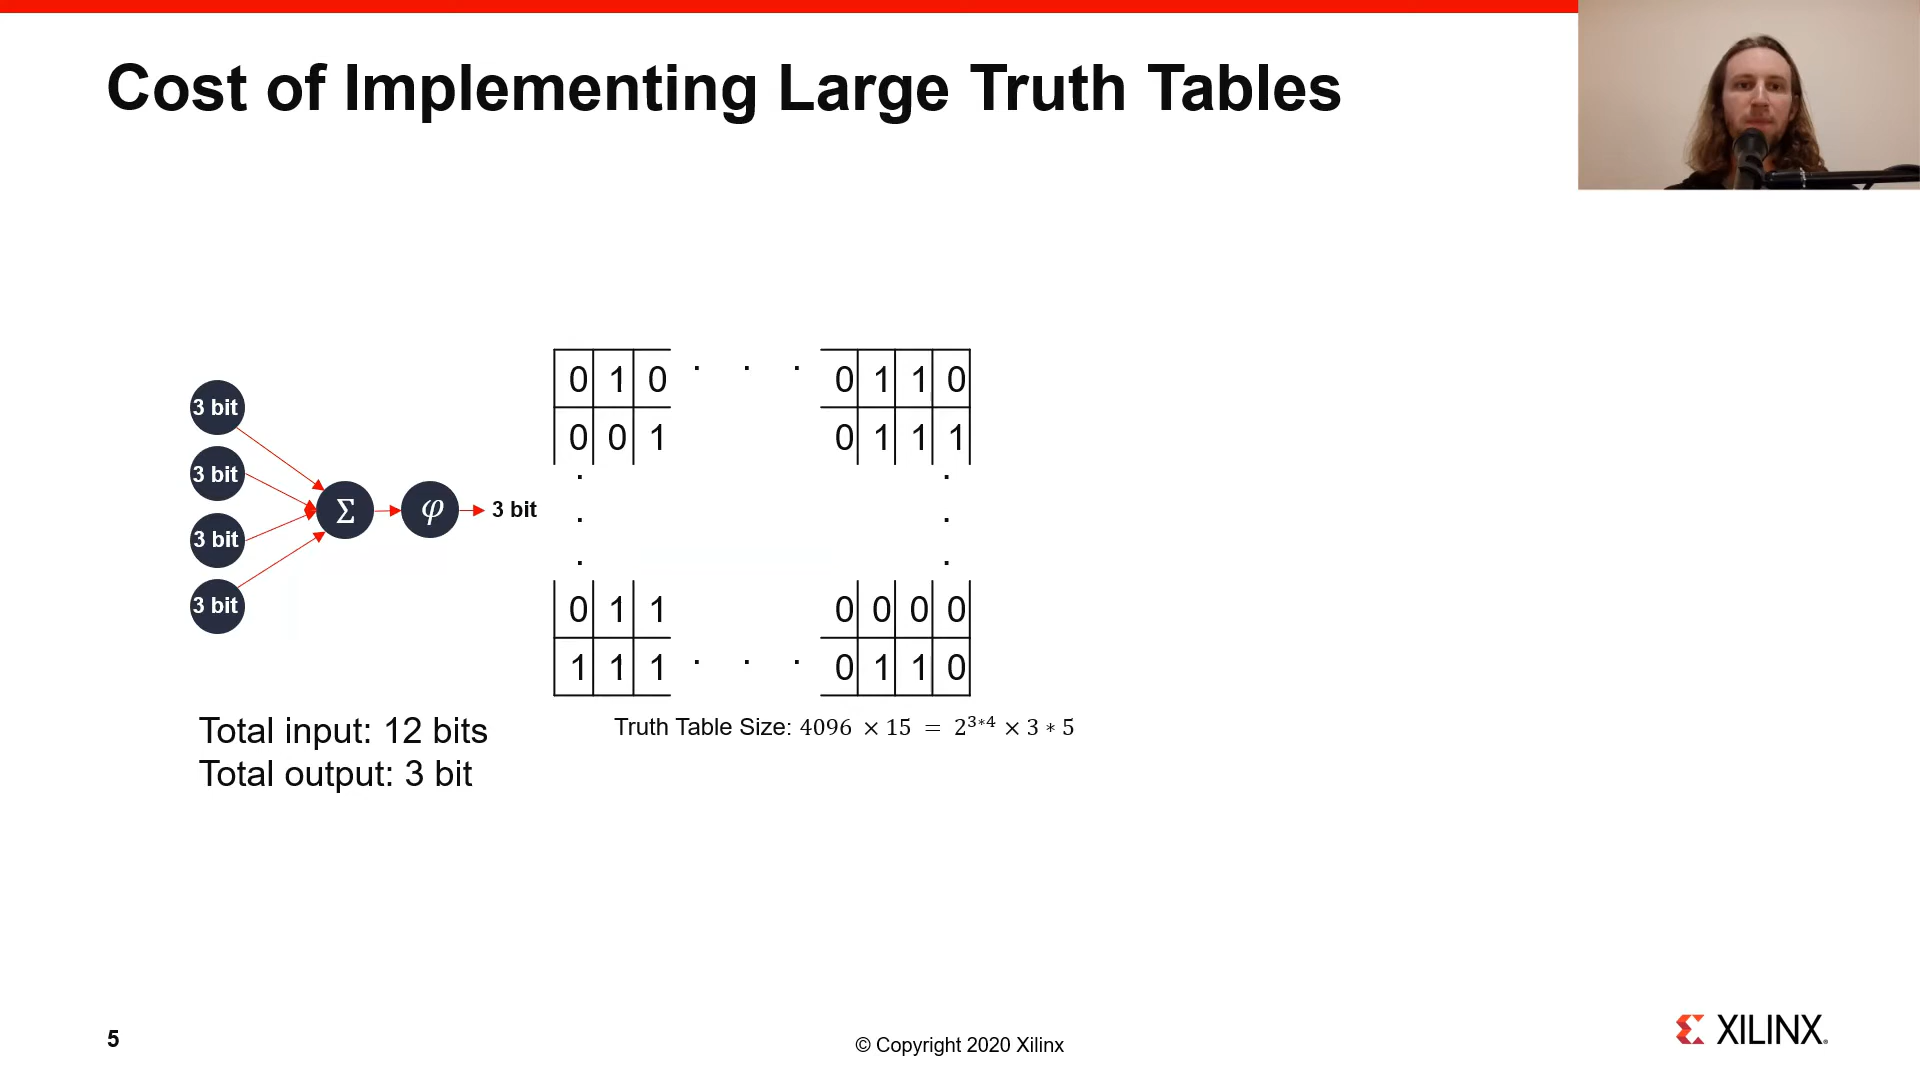 Cost of Implementing Large Truth Tables
0 1 0 . . . 0 1 1 0
0 0 1 0 1 1 1
3 bit
3 bit
3 bit
3 bit
Σ
φ
3 bit
0 1 1 0 0 0 0
1 1 1 . . . 0 1 1 0
Total input: 12 bits
Total output: 3 bit
Truth Table Size: 4096 × 15 = 2^{3*4} × 3 * 5
5
© Copyright 2020 Xilinx
XILINX.